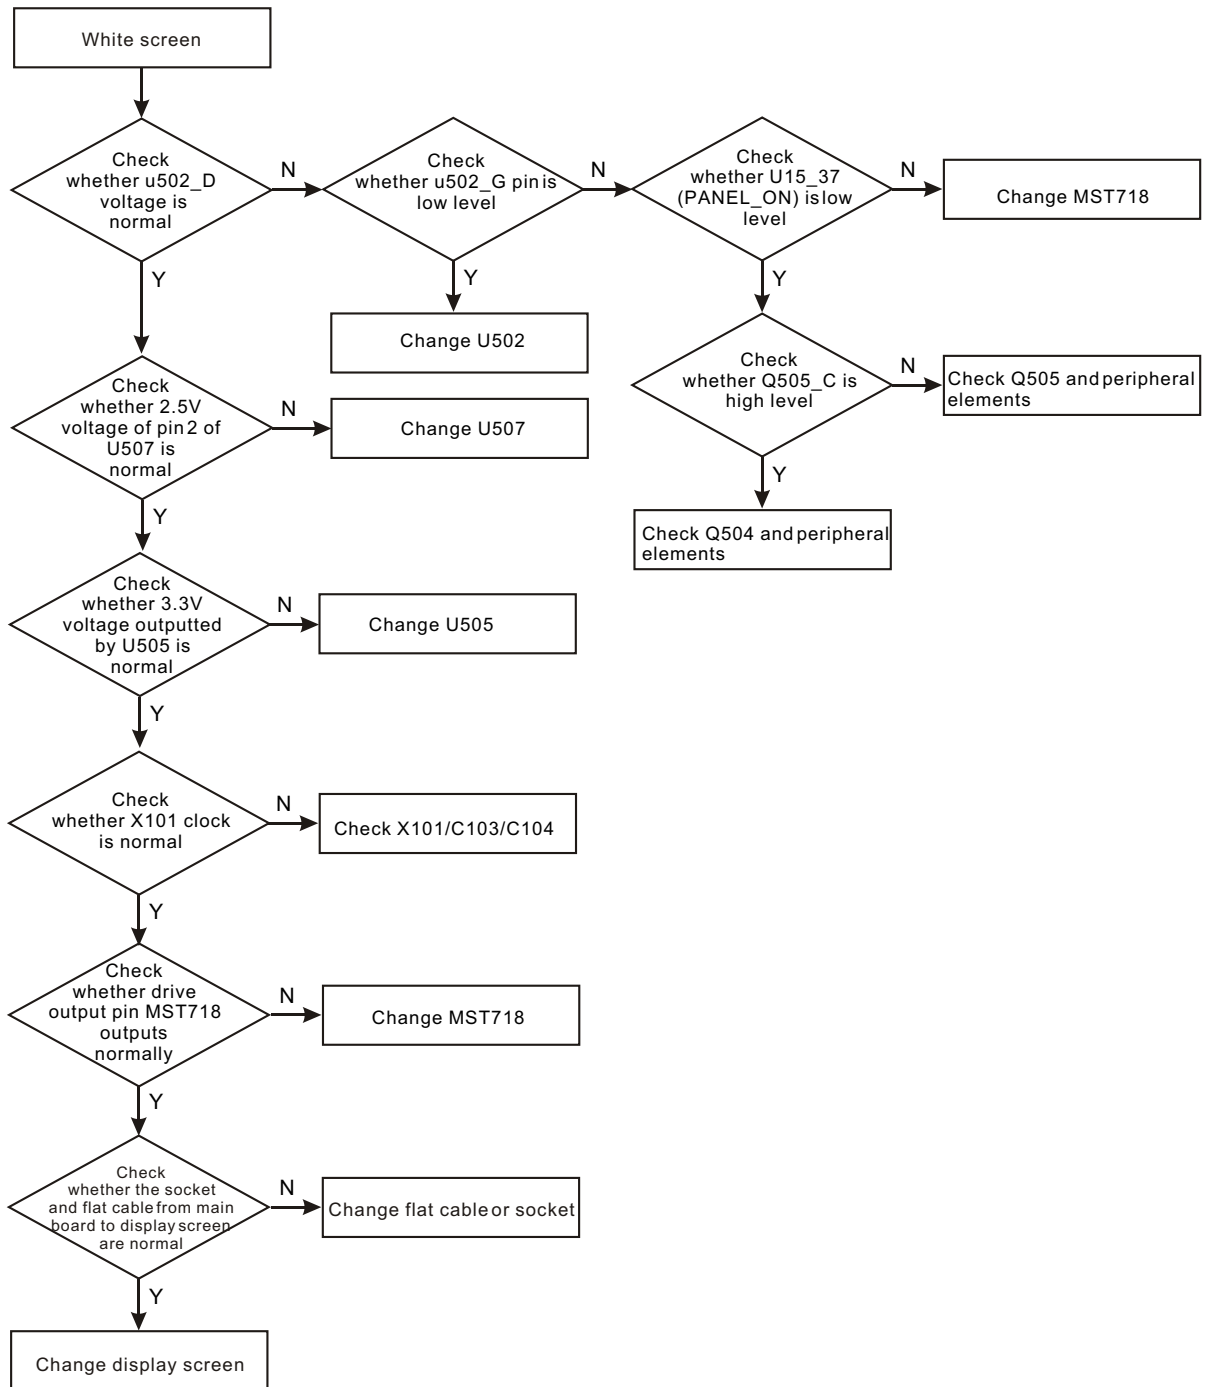 White screen
Check
whether u502_D
voltage is
normal
N
Check
whether u502_G pin is
low level
N
Check
whether U15_37
(PANEL_ON) is low
level
N
Change MST718
Y
Y
Y
Change U502
Check
whether Q505_C is
high level
N
Check Q505 and peripheral
elements
Check
whether 2.5V
voltage of pin 2 of
U507 is
normal
N
Change U507
Y
Y
Check Q504 and peripheral
elements
Check
whether 3.3V
voltage outputted
by U505 is
normal
N
Change U505
Y
Check
whether X101 clock
is normal
N
Check X101/C103/C104
Y
Check
whether drive
output pin MST718
outputs
normally
N
Change MST718
Y
Check
whether the socket
and flat cable from main
board to display screen
are normal
N
Change flat cable or socket
Y
Change display screen